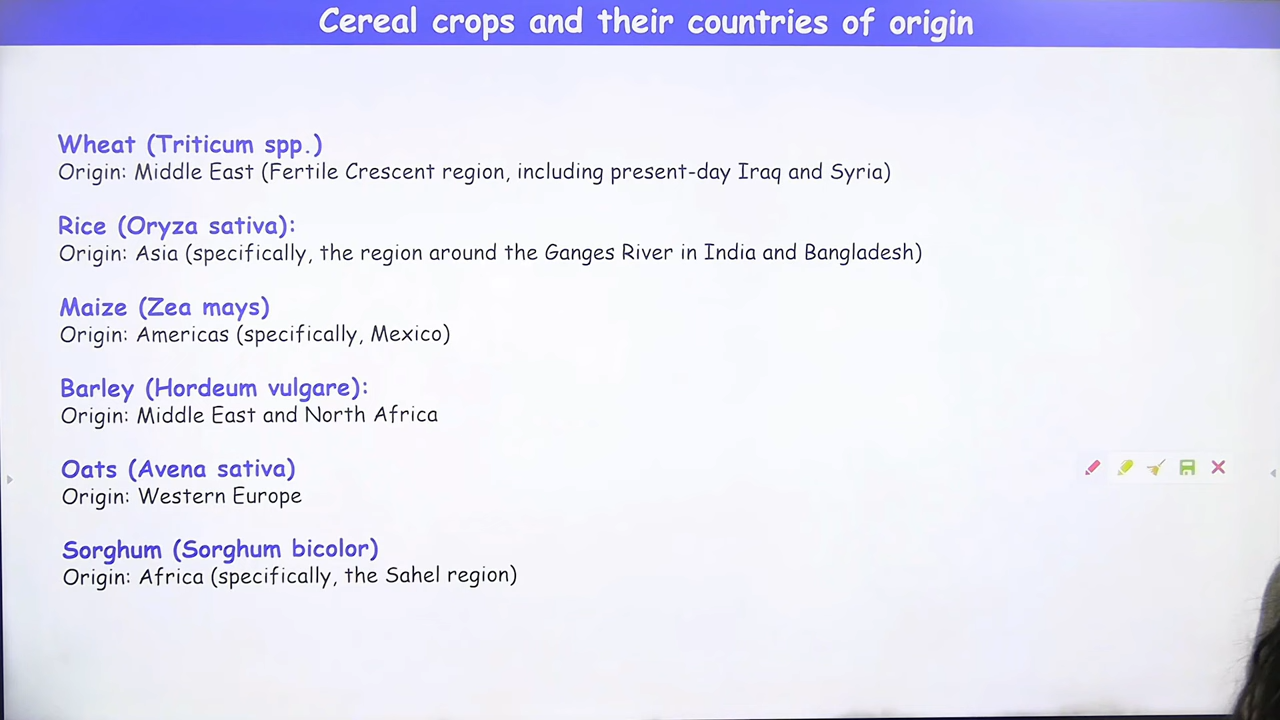 Cereal crops and their countries of origin
Wheat (Triticum spp.)
Origin: Middle East (Fertile Crescent region, including present-day Iraq and Syria)
Rice (Oryza sativa):
Origin: Asia (specifically, the region around the Ganges River in India and Bangladesh)
Maize (Zea mays)
Origin: Americas (specifically, Mexico)
Barley (Hordeum vulgare):
Origin: Middle East and North Africa
Oats (Avena sativa)
Origin: Western Europe
Sorghum (Sorghum bicolor)
Origin: Africa (specifically, the Sahel region)